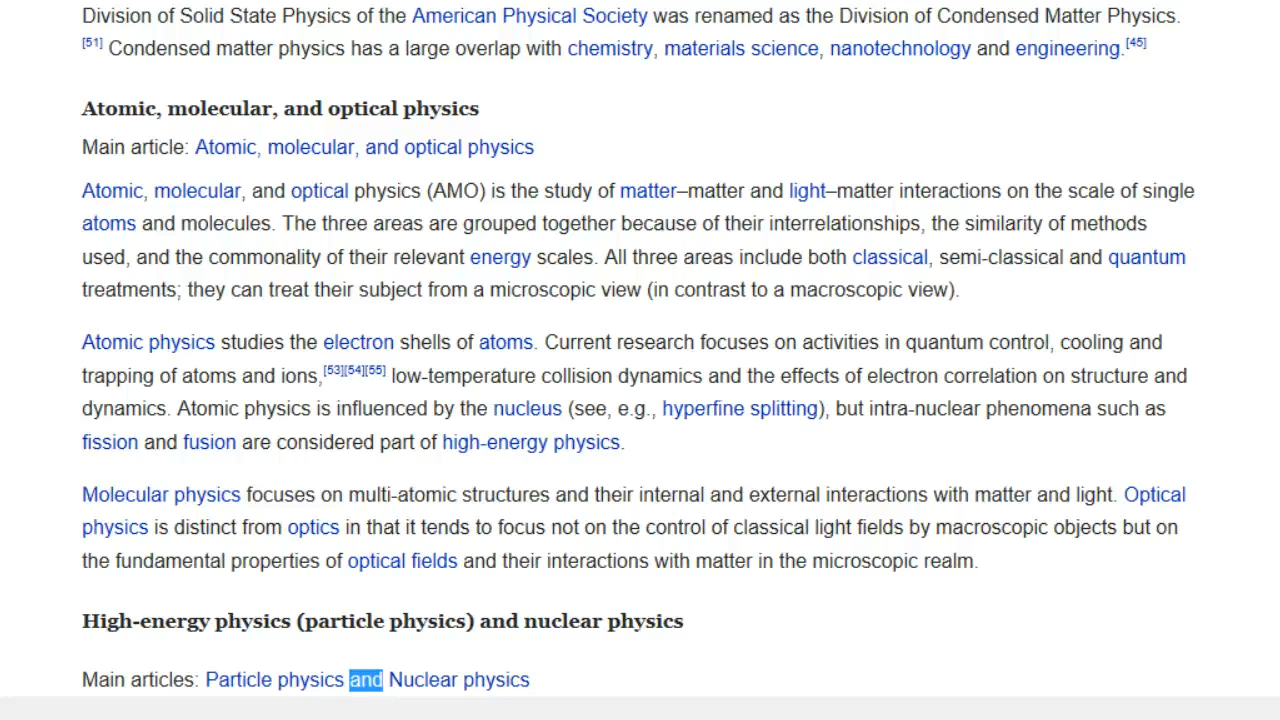 Division of Solid State Physics of the American Physical Society was renamed as the Division of Condensed Matter Physics.
[51] Condensed matter physics has a large overlap with chemistry, materials science, nanotechnology and engineering.[45]
Atomic, molecular, and optical physics
Main article: Atomic, molecular, and optical physics
Atomic, molecular, and optical physics (AMO) is the study of matter–matter and light–matter interactions on the scale of single
atoms and molecules. The three areas are grouped together because of their interrelationships, the similarity of methods
used, and the commonality of their relevant energy scales. All three areas include both classical, semi-classical and quantum
treatments; they can treat their subject from a microscopic view (in contrast to a macroscopic view).
Atomic physics studies the electron shells of atoms. Current research focuses on activities in quantum control, cooling and
trapping of atoms and ions,[53][54][55] low-temperature collision dynamics and the effects of electron correlation on structure and
dynamics. Atomic physics is influenced by the nucleus (see, e.g., hyperfine splitting), but intra-nuclear phenomena such as
fission and fusion are considered part of high-energy physics.
Molecular physics focuses on multi-atomic structures and their internal and external interactions with matter and light. Optical
physics is distinct from optics in that it tends to focus not on the control of classical light fields by macroscopic objects but on
the fundamental properties of optical fields and their interactions with matter in the microscopic realm.
High-energy physics (particle physics) and nuclear physics
Main articles: Particle physics and Nuclear physics